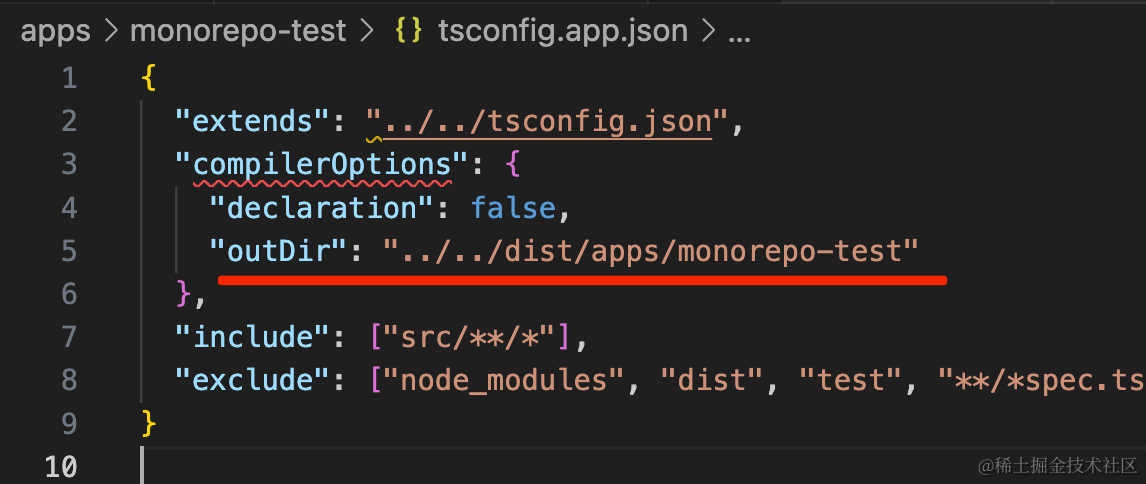 apps > monorepo-test > {} tsconfig.app.json > ...
1 {
2 "extends": "../../tsconfig.json",
3 "compilerOptions": {
4 "declaration": false,
5 "outDir": "../../dist/apps/monorepo-test"
6 },
7 "include": ["src/**/*"],
8 "exclude": ["node_modules", "dist", "test", "**/*spec.ts
9 }
10
@稀土掘金技术社区